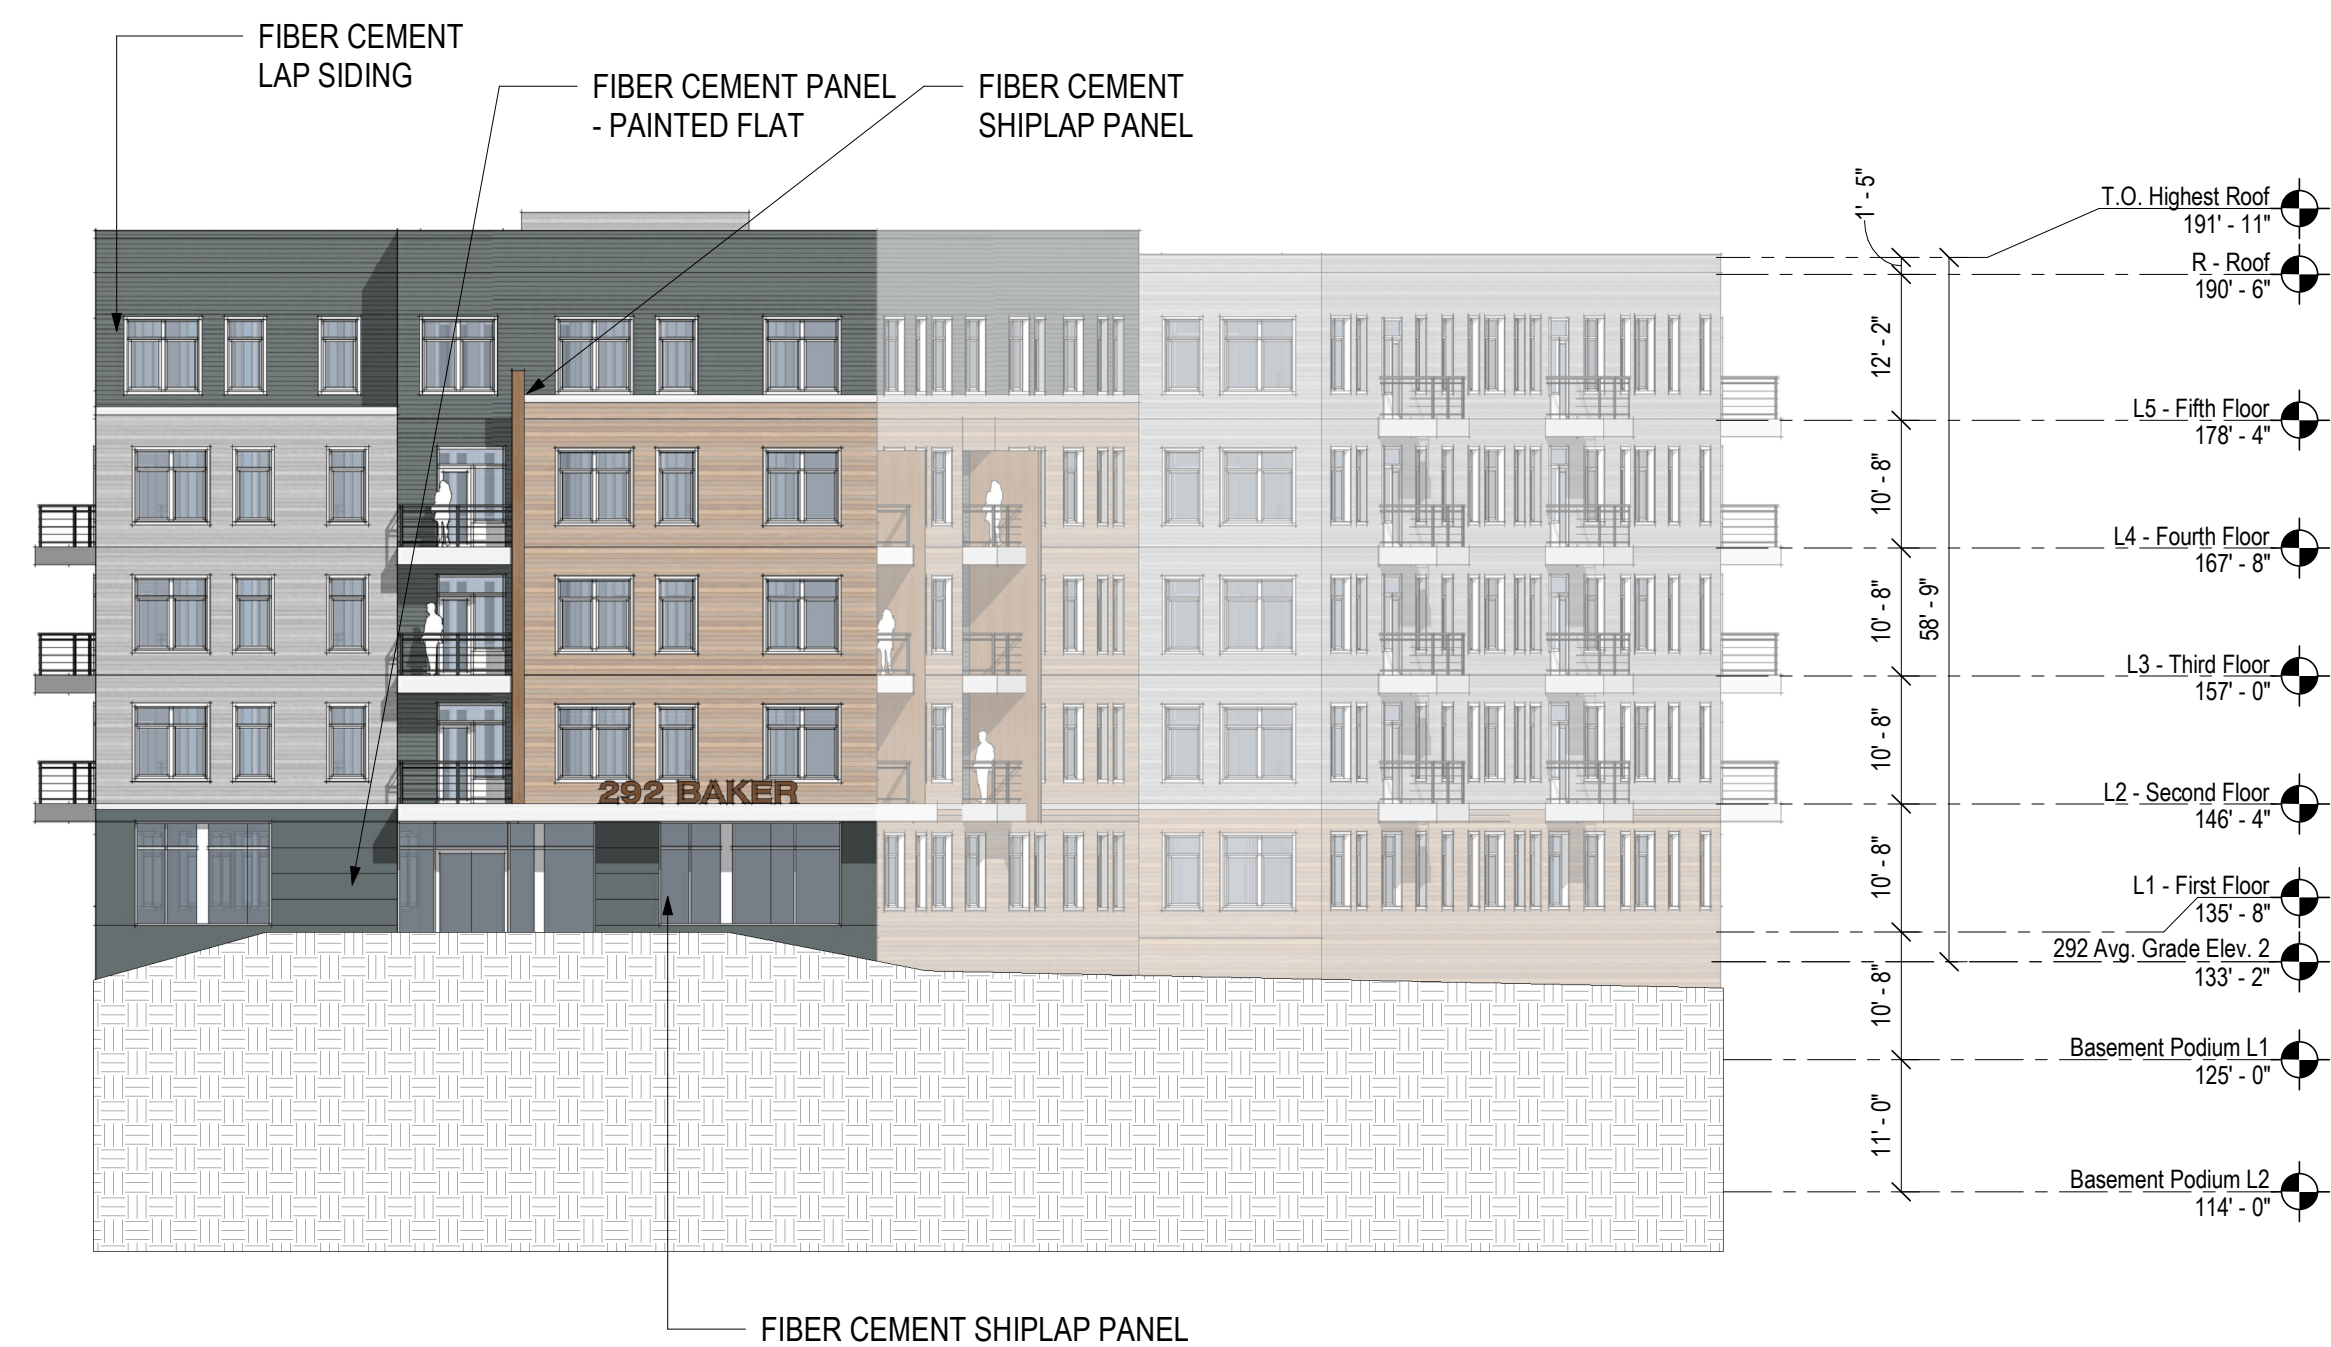 FIBER CEMENT
LAP SIDING
FIBER CEMENT PANEL
- PAINTED FLAT
FIBER CEMENT
SHIPLAP PANEL
1' - 5"
T.O. Highest Roof
191' - 11"
R - Roof
190' - 6"
12' - 2"
L5 - Fifth Floor
178' - 4"
10' - 8"
L4 - Fourth Floor
167' - 8"
10' - 8"
58' - 9"
L3 - Third Floor
157' - 0"
10' - 8"
292 BAKER
L2 - Second Floor
146' - 4"
10' - 8"
L1 - First Floor
135' - 8"
292 Avg. Grade Elev. 2
133' - 2"
10' - 8"
Basement Podium L1
125' - 0"
11' - 0"
Basement Podium L2
114' - 0"
FIBER CEMENT SHIPLAP PANEL